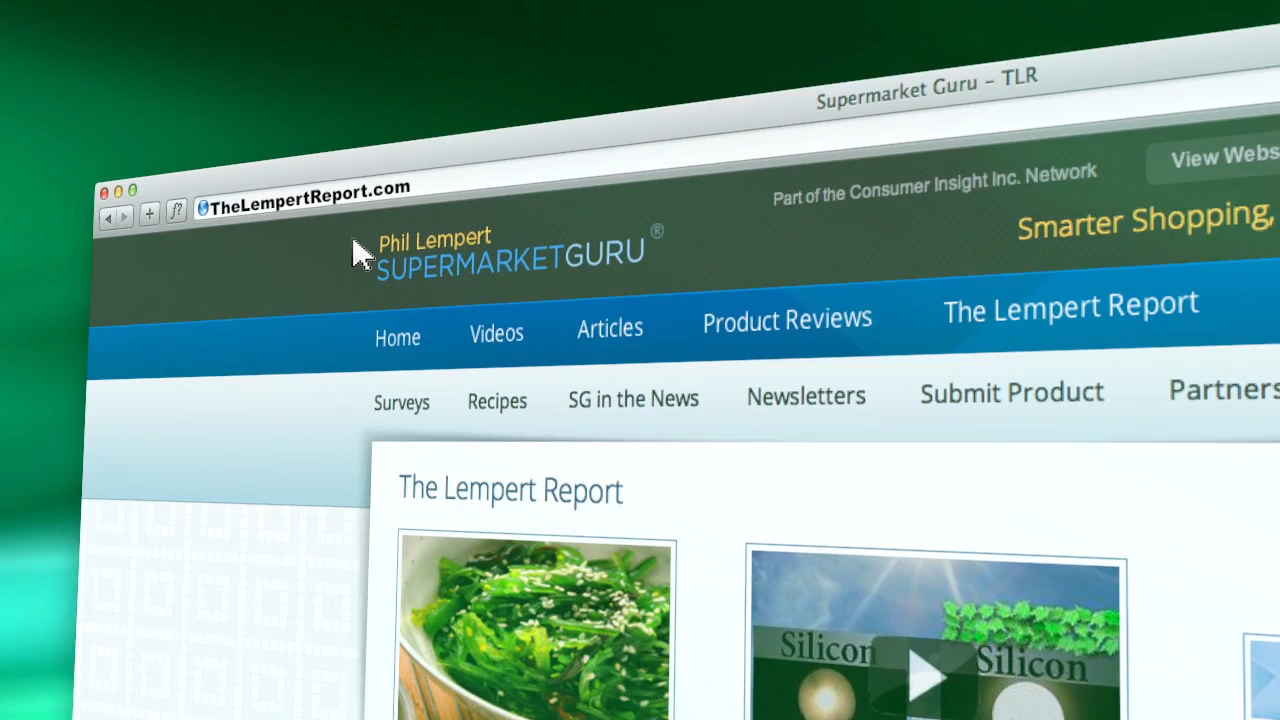 Supermarket Guru – TLR
TheLempertReport.com
Part of the Consumer Insight Inc. Network
View Webs
Phil Lempert
SUPERMARKETGURU®
Smarter Shopping,
Home Videos Articles Product Reviews The Lempert Report
Surveys Recipes SG in the News Newsletters Submit Product Partners
The Lempert Report
Silicon Silicon